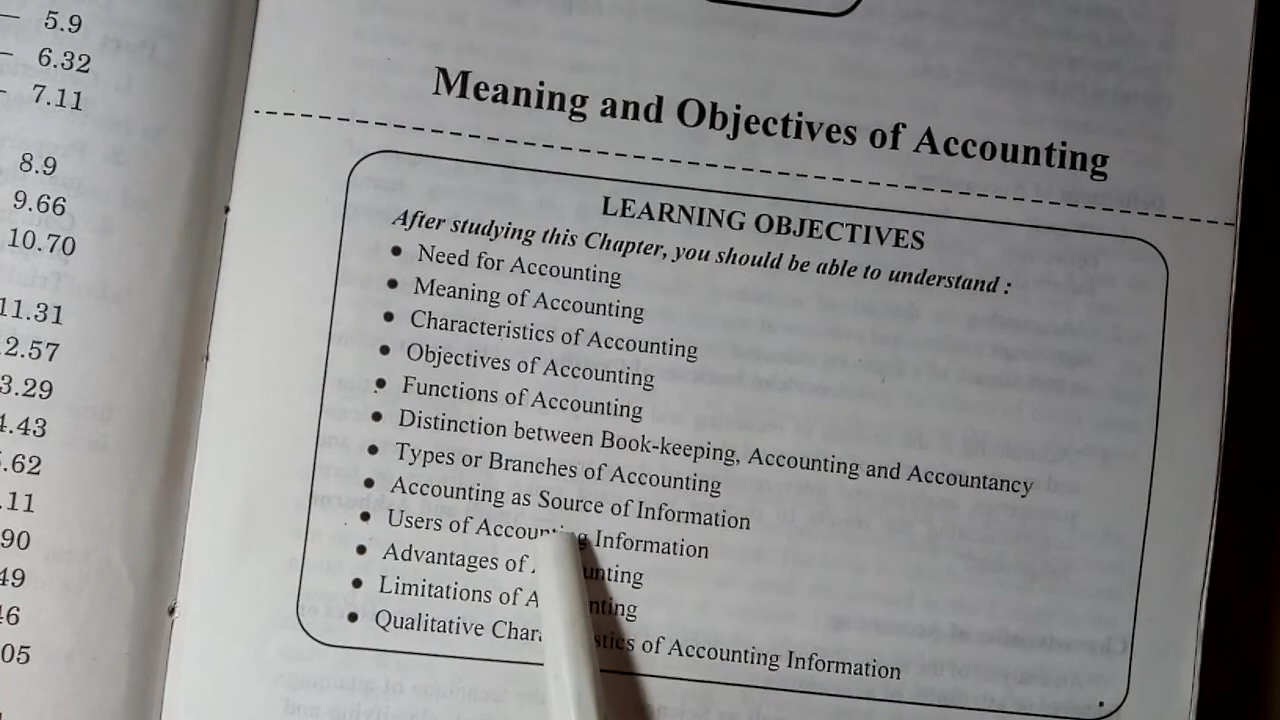 5.9
6.32
7.11
8.9
9.66
10.70
11.31
2.57
3.29
4.43
.62
.11
90
49
46
05
Meaning and Objectives of Accounting
LEARNING OBJECTIVES
After studying this Chapter, you should be able to understand :
• Need for Accounting
• Meaning of Accounting
• Characteristics of Accounting
• Objectives of Accounting
• Functions of Accounting
• Distinction between Book-keeping, Accounting and Accountancy
• Types or Branches of Accounting
• Accounting as Source of Information
• Users of Accounting Information
• Advantages of unting
• Limitations of A nting
• Qualitative Char stics of Accounting Information